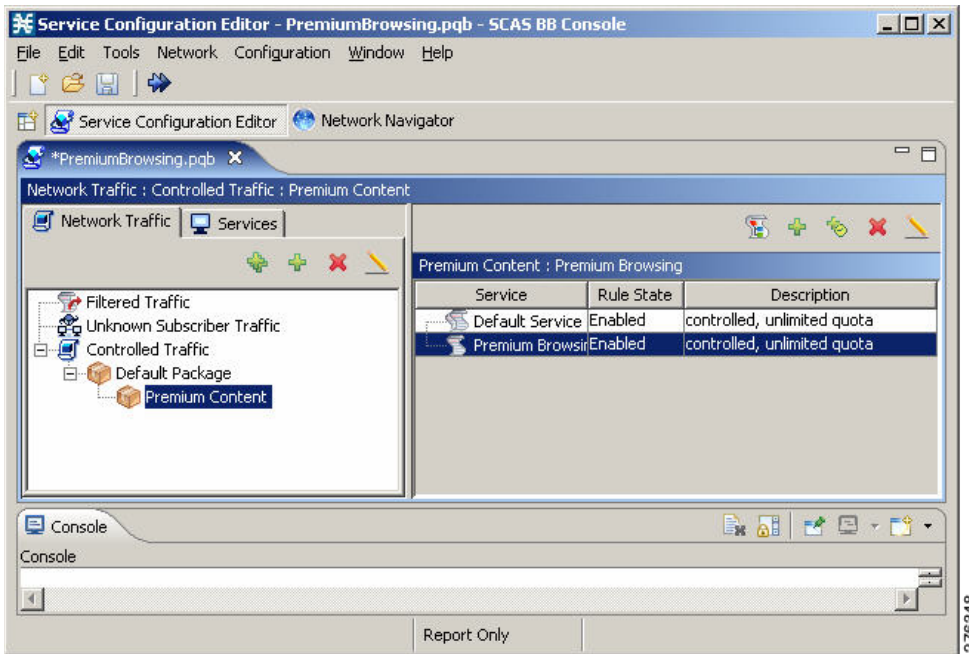 Service Configuration Editor - PremiumBrowsing.pqb - SCAS BB Console
File Edit Tools Network Configuration Window Help
Service Configuration Editor Network Navigator
*PremiumBrowsing.pqb
Network Traffic : Controlled Traffic : Premium Content
Network Traffic Services
Filtered Traffic
Unknown Subscriber Traffic
Controlled Traffic
Default Package
Premium Content
Premium Content : Premium Browsing
Service Rule State Description
Default Service Enabled controlled, unlimited quota
Premium Browsin Enabled controlled, unlimited quota
Console
Console
Report Only